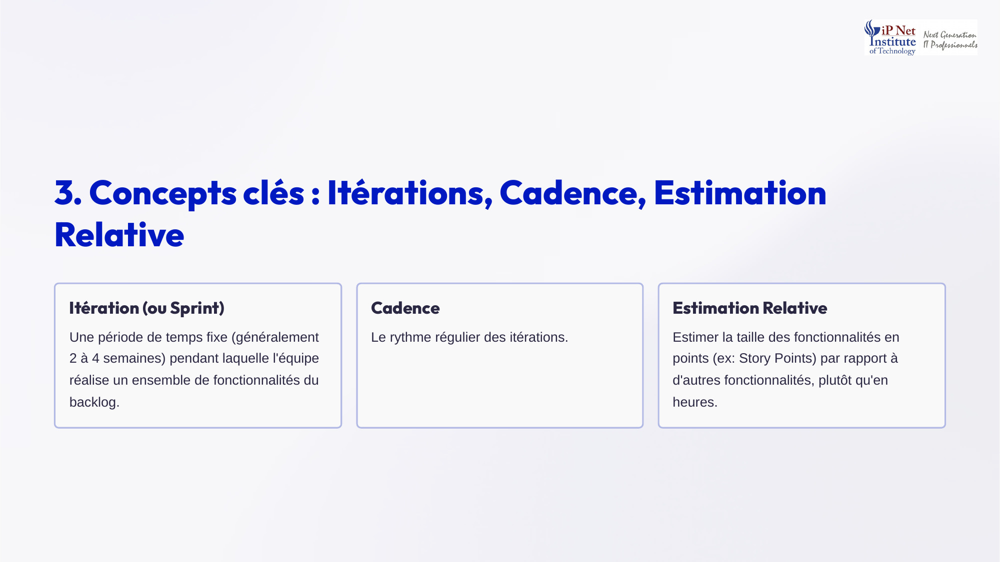 iP Net
Institute
of Technology
Next Generation
IT Professionnels
3. Concepts clés : Itérations, Cadence, Estimation
Relative
Itération (ou Sprint)
Une période de temps fixe (généralement
2 à 4 semaines) pendant laquelle l'équipe
réalise un ensemble de fonctionnalités du
backlog.
Cadence
Le rythme régulier des itérations.
Estimation Relative
Estimer la taille des fonctionnalités en
points (ex: Story Points) par rapport à
d'autres fonctionnalités, plutôt qu'en
heures.